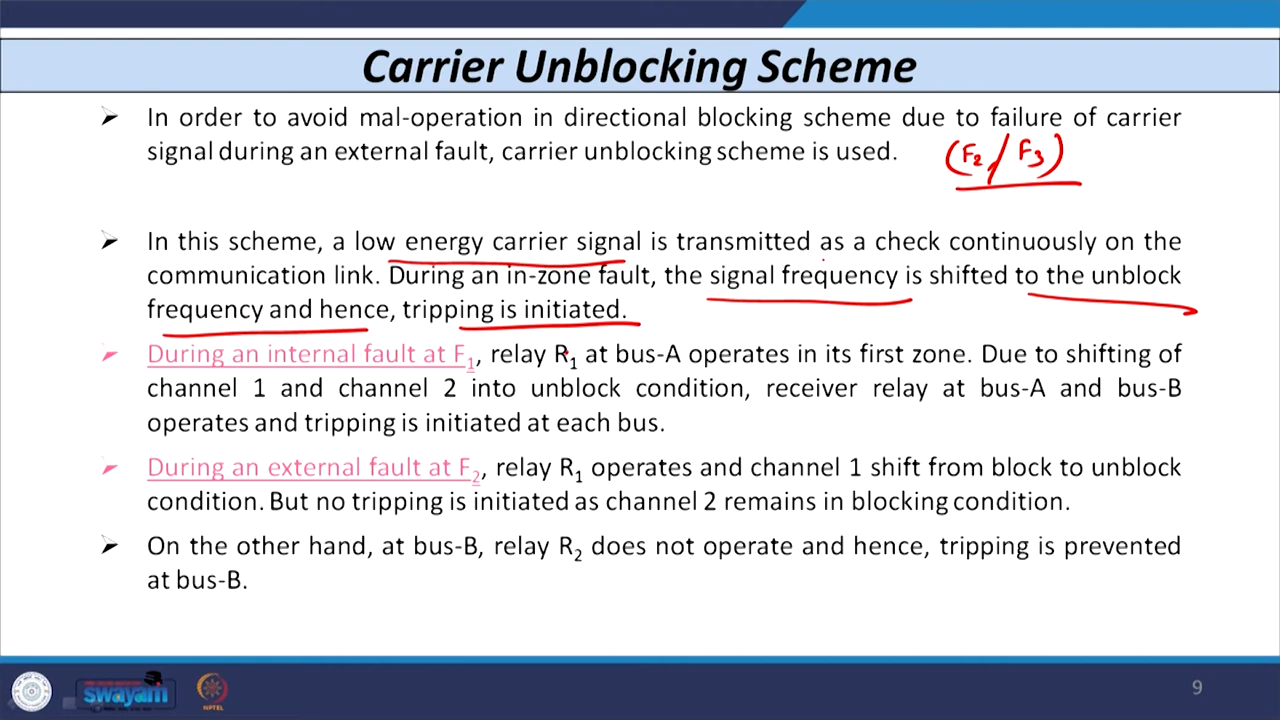 Carrier Unblocking Scheme
➢ In order to avoid mal-operation in directional blocking scheme due to failure of carrier
signal during an external fault, carrier unblocking scheme is used. (F₂/F₃)
➢ In this scheme, a low energy carrier signal is transmitted as a check continuously on the
communication link. During an in-zone fault, the signal frequency is shifted to the unblock
frequency and hence, tripping is initiated.
➢ During an internal fault at F₁, relay R₁ at bus-A operates in its first zone. Due to shifting of
channel 1 and channel 2 into unblock condition, receiver relay at bus-A and bus-B
operates and tripping is initiated at each bus.
➢ During an external fault at F₂, relay R₁ operates and channel 1 shift from block to unblock
condition. But no tripping is initiated as channel 2 remains in blocking condition.
➢ On the other hand, at bus-B, relay R₂ does not operate and hence, tripping is prevented
at bus-B.
swayam
NPTEL
9